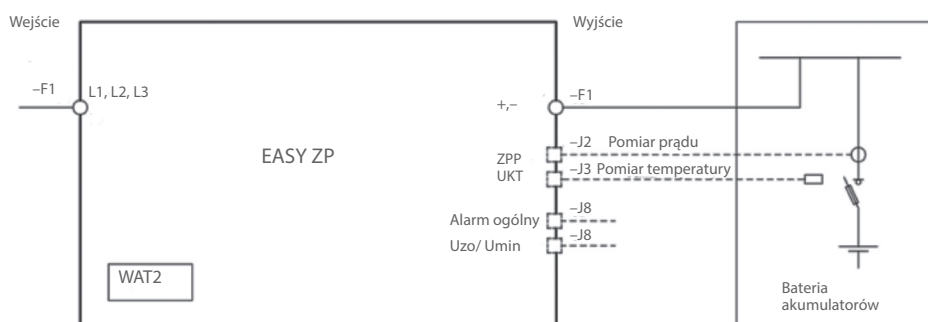 Wejście
Wyjście
–F1
L1, L2, L3
+,–
–F1
EASY ZP
ZPP
–J2 Pomiar prądu
UKT
–J3 Pomiar temperatury
Alarm ogólny
–J8
Uzo/ Umin
–J8
WAT2
Bateria
akumulatorów